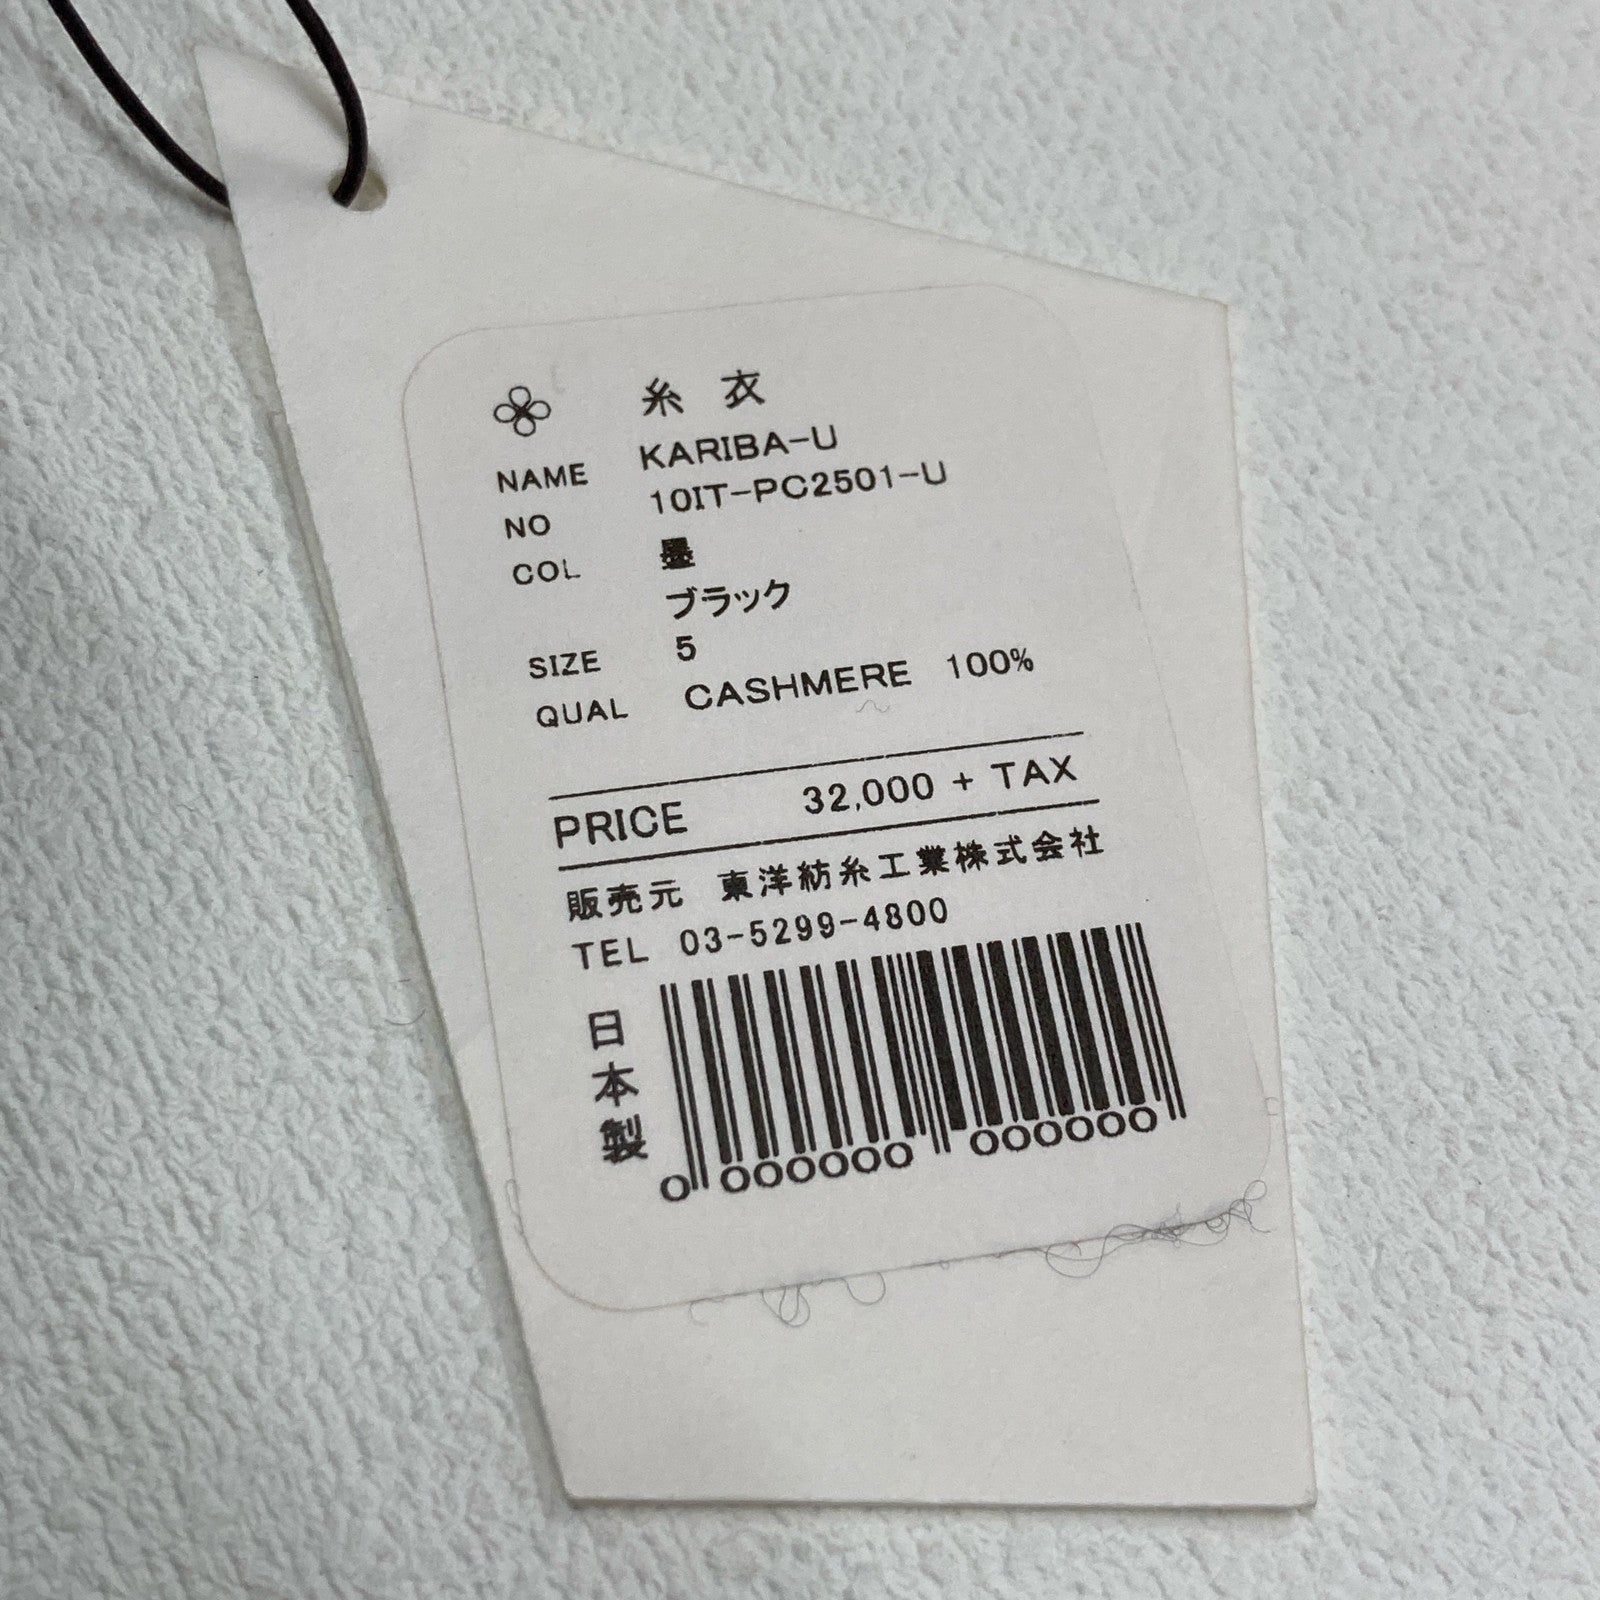 糸衣
NAME KARIBA-U
NO 10IT-PC2501-U
COL 墨
ブラック
SIZE 5
QUAL CASHMERE 100%
PRICE 32,000 + TAX
販売元 東洋紡糸工業株式会社
TEL 03-5299-4800
日本製
0 000000 000000